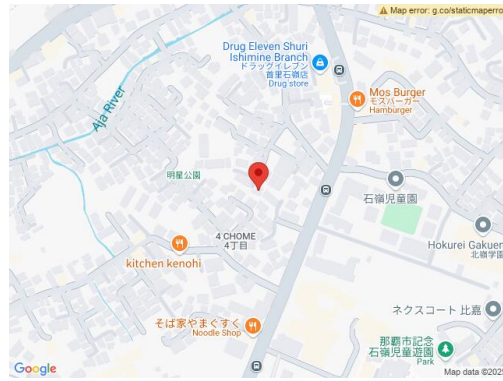 Map error: g.co/staticmaperro
Drug Eleven Shuri
Ishimine Branch
ドラッグイレブン
首里石嶺店
Drug store
Mos Burger
モスバーガー
Hamburger
Aja River
明星公園
石嶺児童園
4 CHOME
4丁目
Hokurei Gakuen
北嶺学園
kitchen kenohi
ネクスコート 比嘉
そば家やまぐすく
Noodle Shop
那覇市記念
石嶺児童遊園
Park
Google
Map data ©202